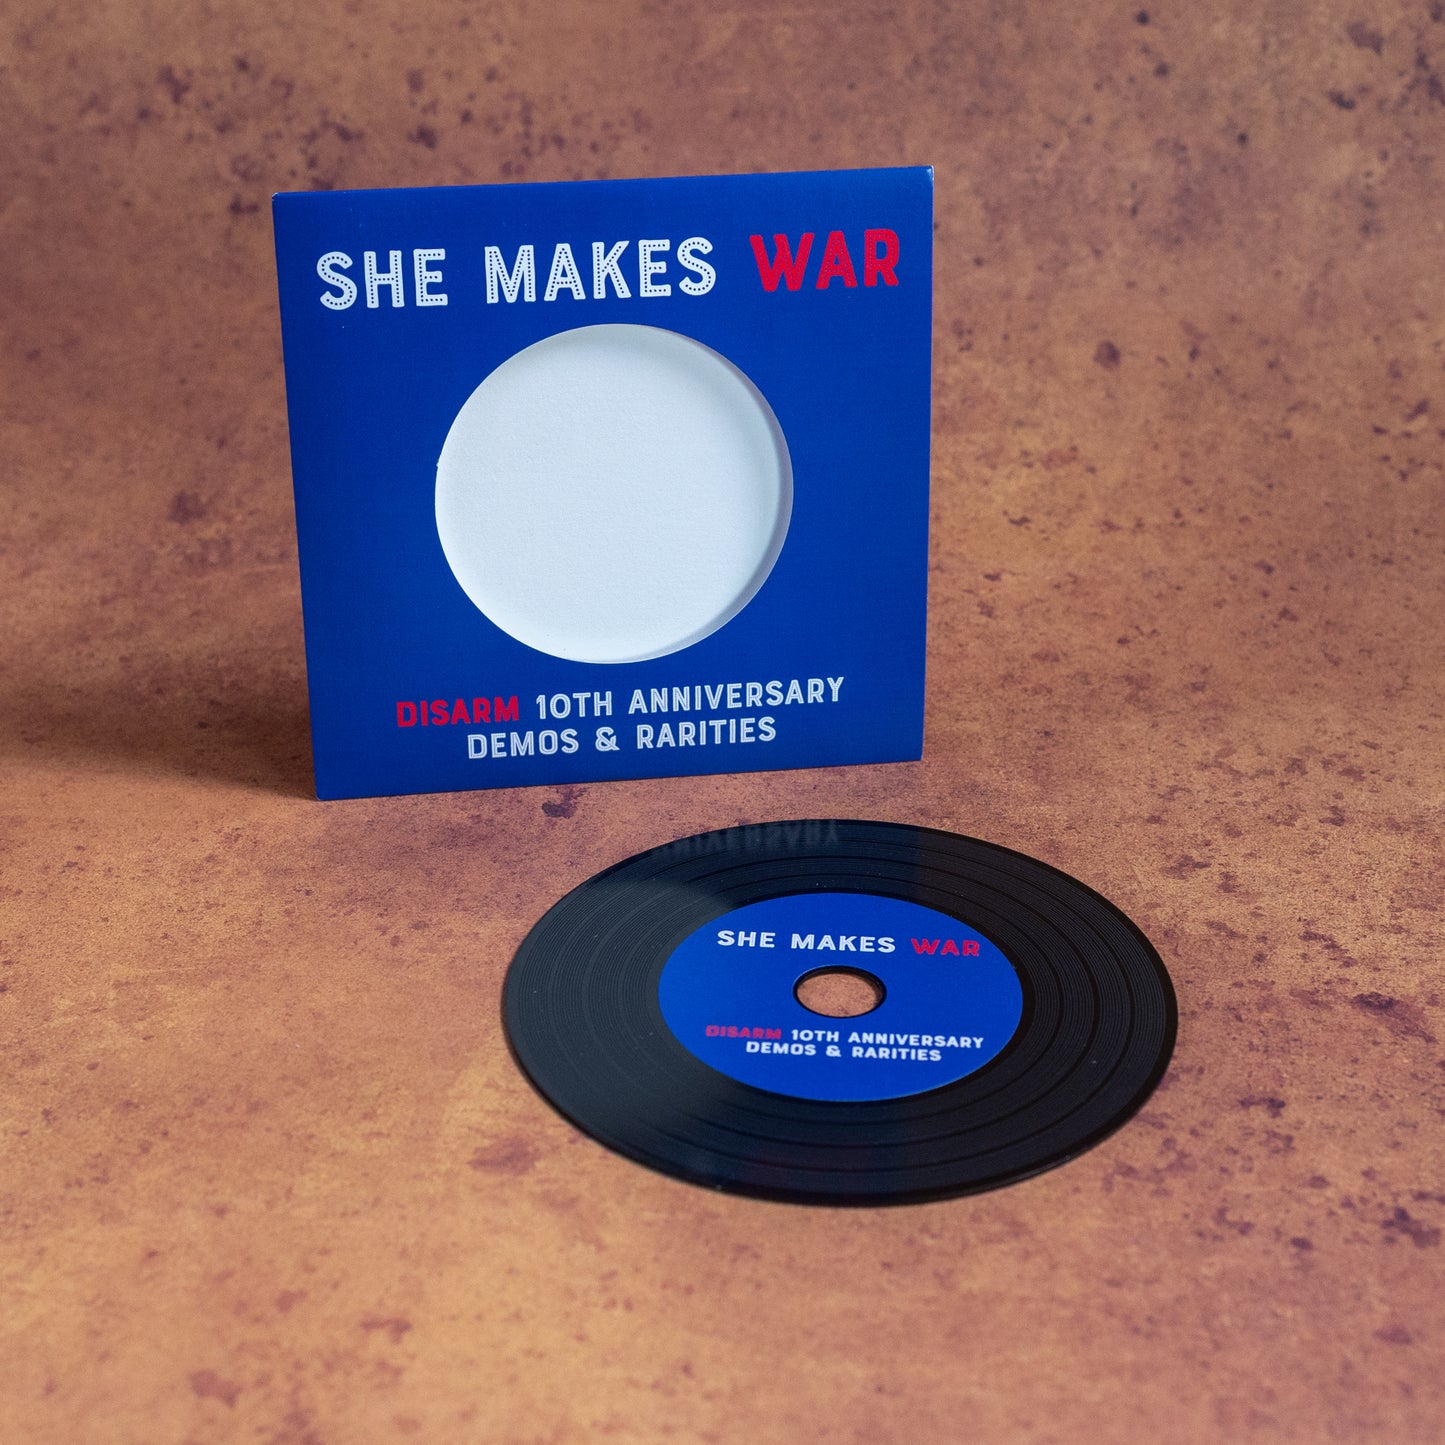 SHE MAKES WAR
DISARM 10TH ANNIVERSARY
DEMOS & RARITIES
SHE MAKES WAR
DISARM 10TH ANNIVERSARY
DEMOS & RARITIES